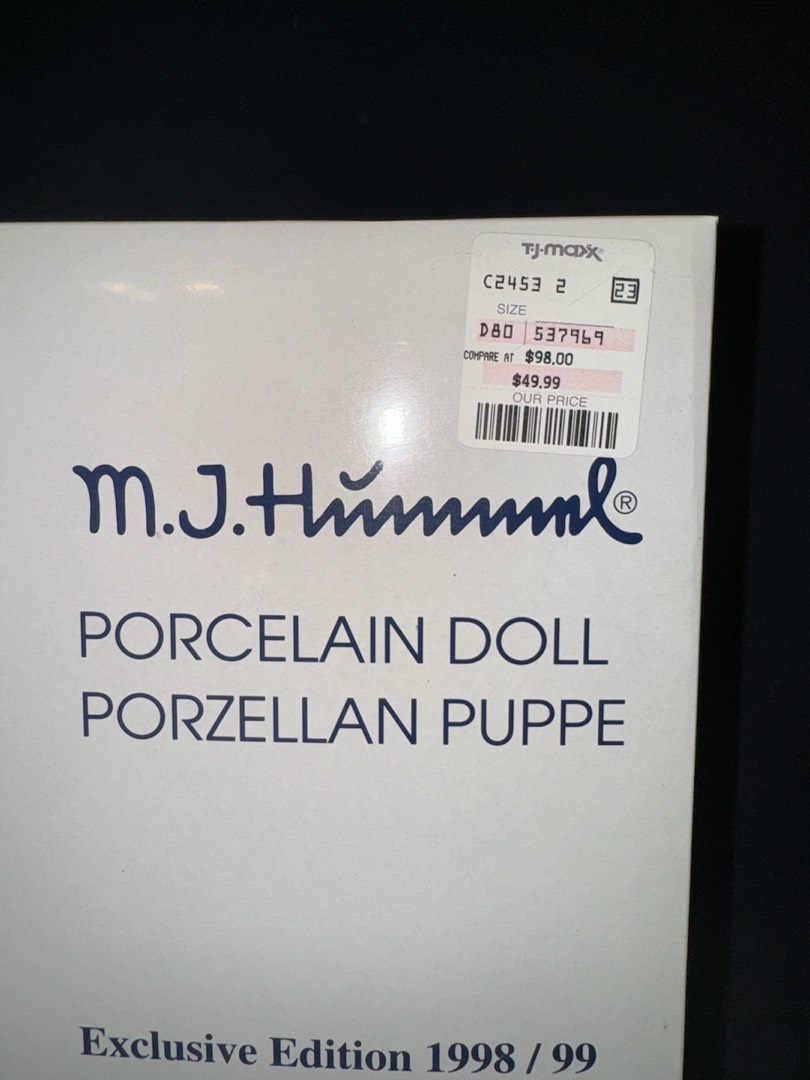 T·J·maxx®
C2453 2 23
SIZE
D80 537969
COMPARE AT $98.00
$49.99
OUR PRICE
M.J.Hummel®
PORCELAIN DOLL
PORZELLAN PUPPE
Exclusive Edition 1998 / 99